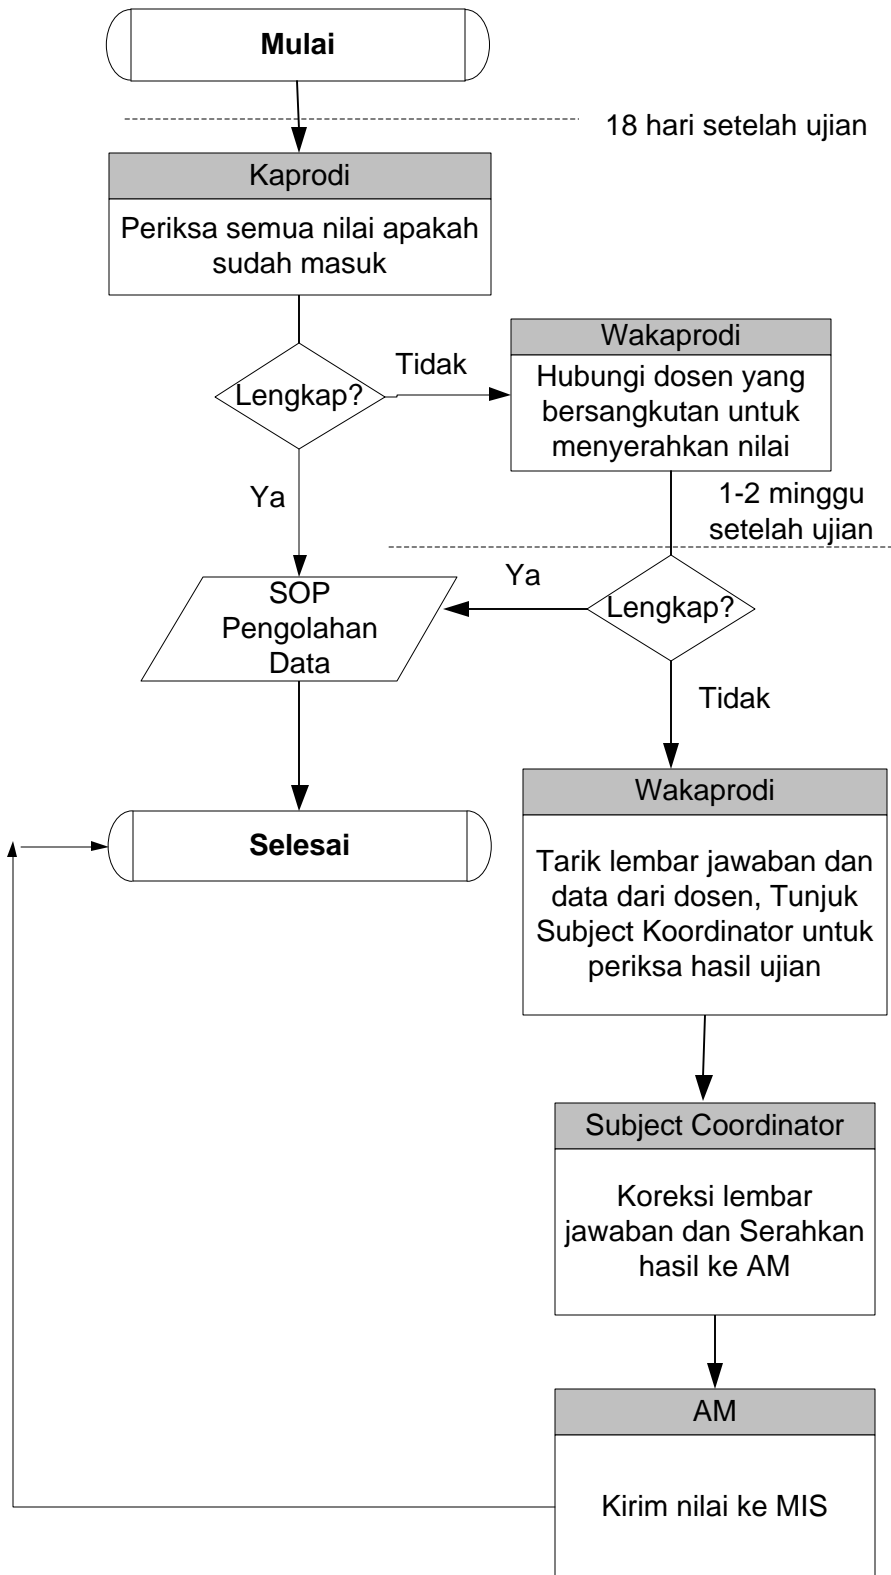 Mulai
18 hari setelah ujian
Kaprodi
Periksa semua nilai apakah
sudah masuk
Lengkap?
Tidak
Wakaprodi
Hubungi dosen yang
bersangkutan untuk
menyerahkan nilai
Ya
1-2 minggu
setelah ujian
SOP
Pengolahan
Data
Ya
Lengkap?
Tidak
Wakaprodi
Tarik lembar jawaban dan
data dari dosen, Tunjuk
Subject Koordinator untuk
periksa hasil ujian
Selesai
Subject Coordinator
Koreksi lembar
jawaban dan Serahkan
hasil ke AM
AM
Kirim nilai ke MIS